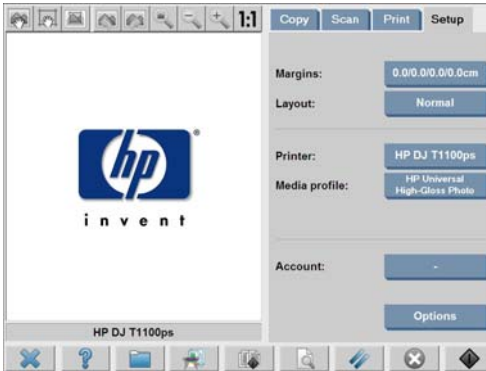 1:1
Copy Scan Print Setup
Margins: 0.0/0.0/0.0/0.0cm
Layout: Normal
hp
invent
Printer: HP DJ T1100ps
Media profile: HP Universal
High-Gloss Photo
Account: -
Options
HP DJ T1100ps